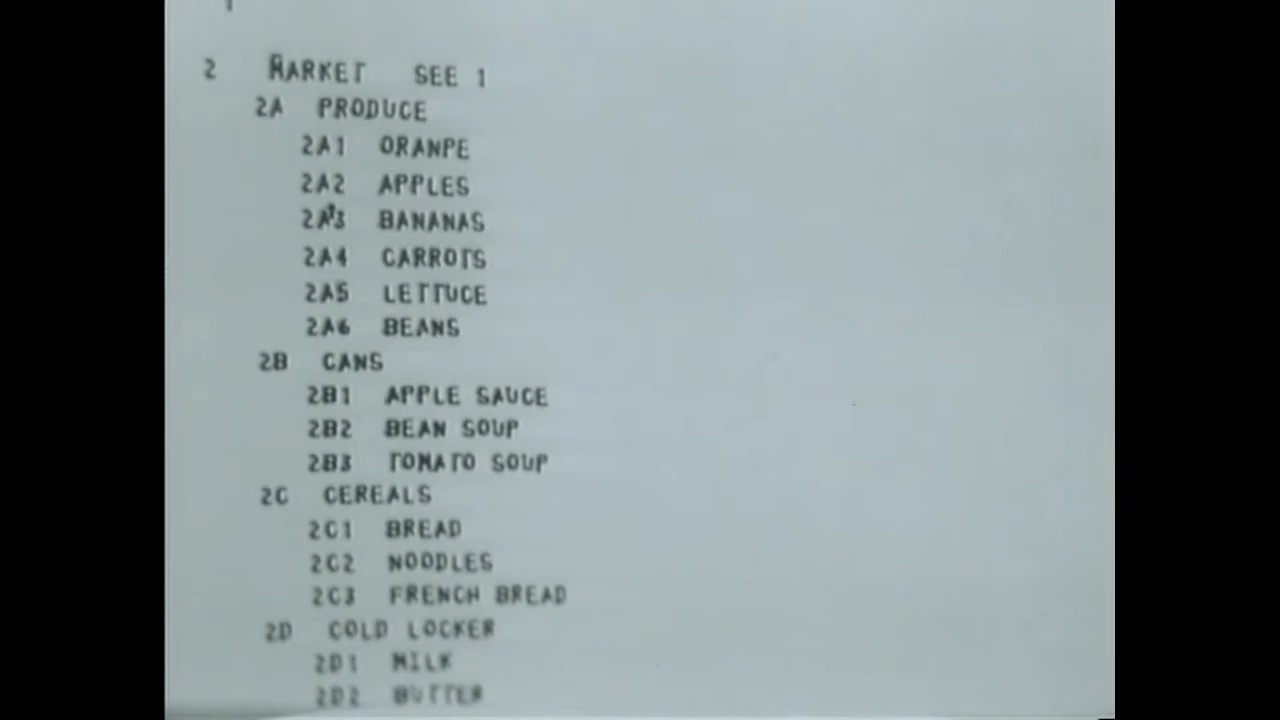 1
2 MARKET SEE 1
2A PRODUCE
2A1 ORANPE
2A2 APPLES
2A3 BANANAS
2A4 CARROTS
2A5 LETTUCE
2A6 BEANS
2B CANS
2B1 APPLE SAUCE
2B2 BEAN SOUP
2B3 TOMATO SOUP
2C CEREALS
2C1 BREAD
2C2 NOODLES
2C3 FRENCH BREAD
2D COLD LOCKER
2D1 MILK
2D2 BUTTER